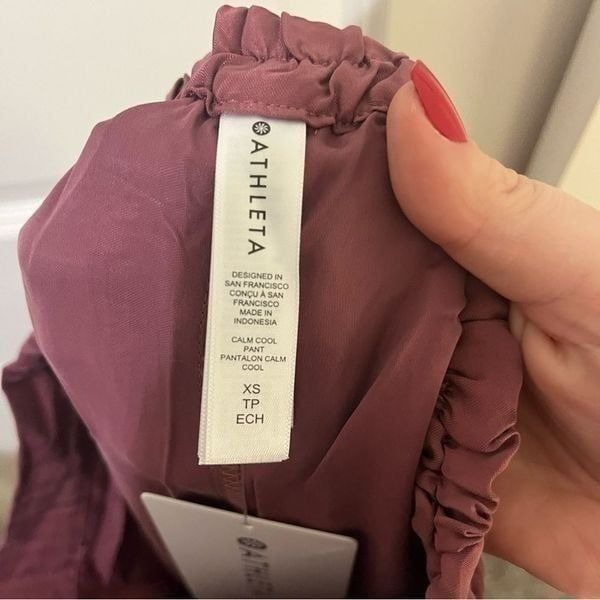 ATHLETA
DESIGNED IN
SAN FRANCISCO
CONÇU À SAN
FRANCISCO
MADE IN
INDONESIA
CALM COOL
PANT
PANTALON CALM
COOL
XS
TP
ECH
ATHLE